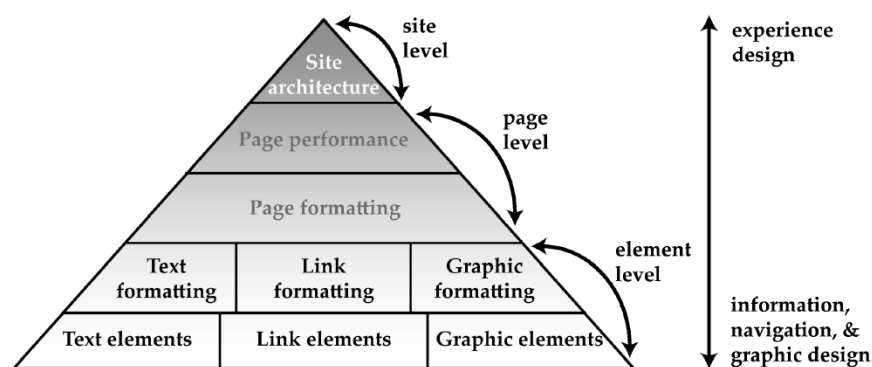 site
level
experience
design
Site
architecture
page
level
Page performance
Page formatting
element
level
Text
formatting
Link
formatting
Graphic
formatting
information,
navigation, &
graphic design
Text elements
Link elements
Graphic elements